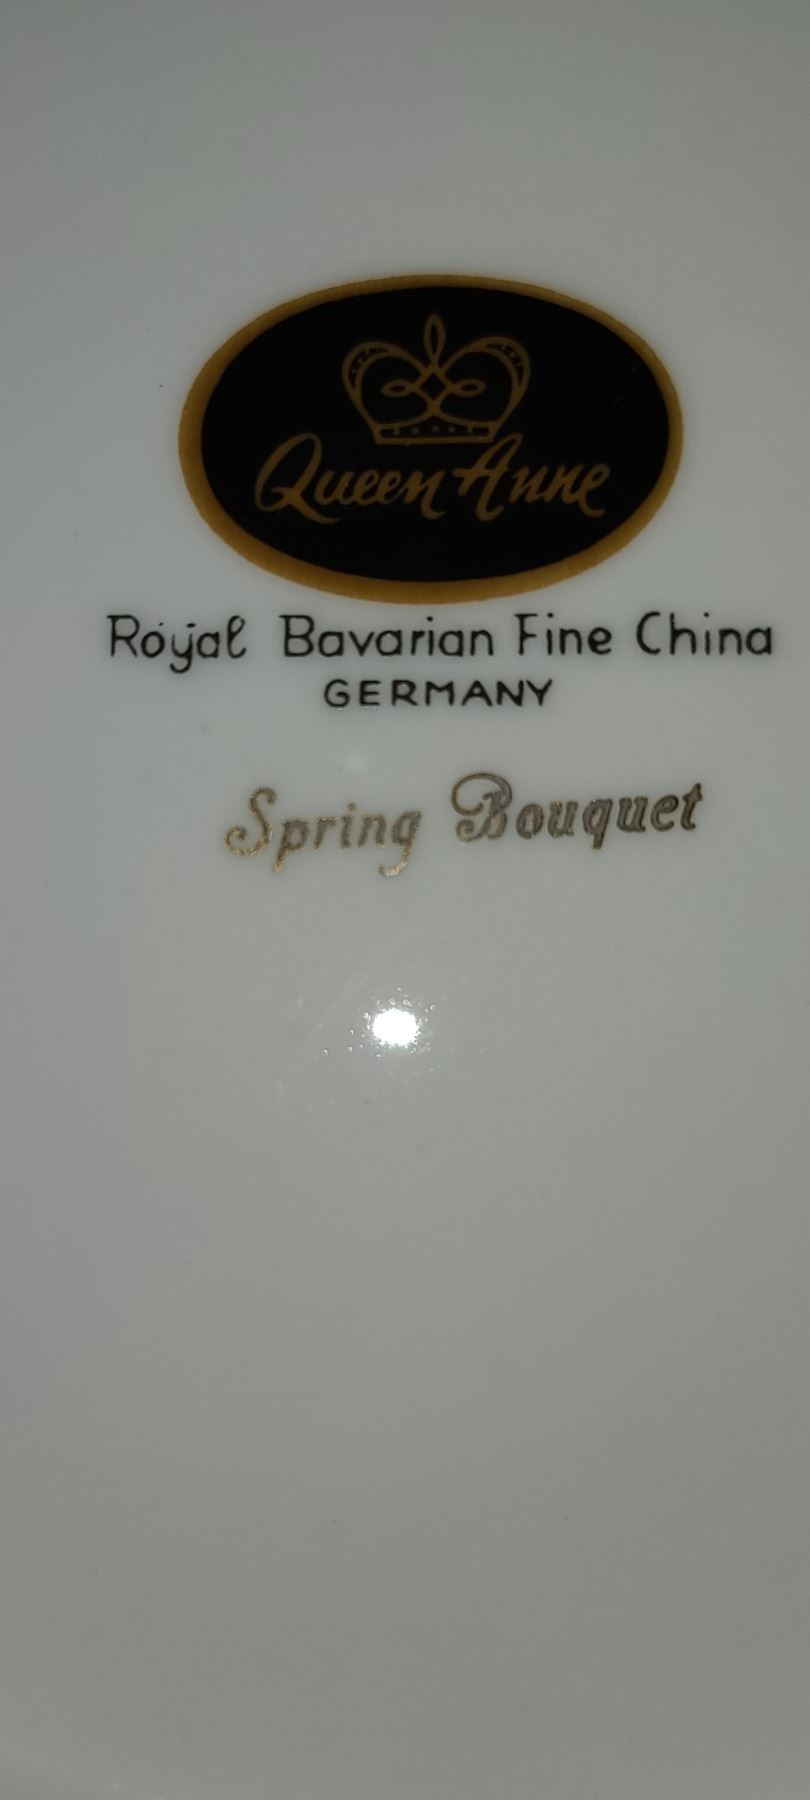 Queen Anne
Royal Bavarian Fine China
GERMANY
Spring Bouquet